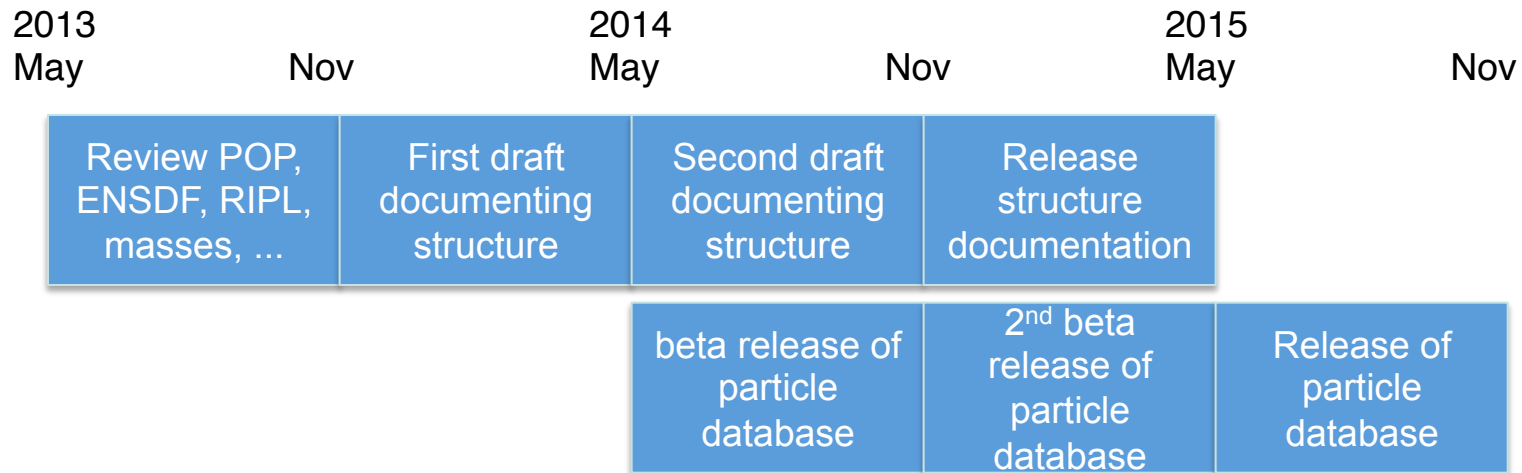 2013 2014 2015
May Nov May Nov May Nov
Review POP,
ENSDF, RIPL,
masses, ...
First draft
documenting
structure
Second draft
documenting
structure
Release
structure
documentation
beta release of
particle
database
2nd beta
release of
particle
database
Release of
particle
database